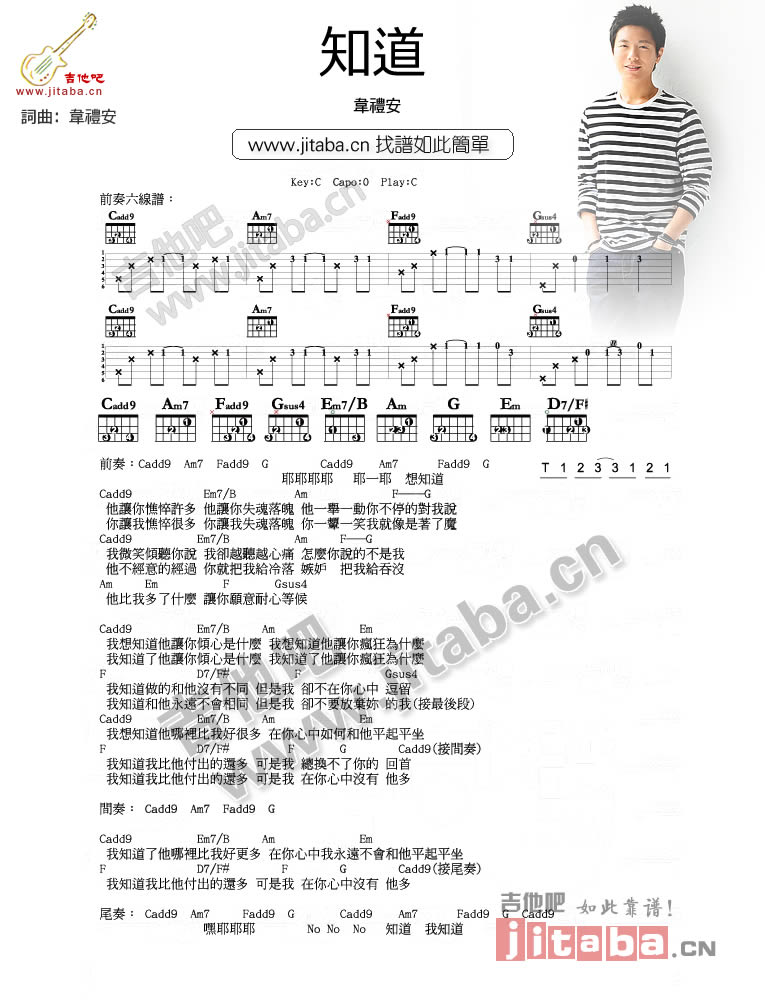 知道
吉他吧
www.jitaba.cn
韋禮安
詞曲：韋禮安
www.jitaba.cn 找譜如此簡單
Key:C Capo:0 Play:C
前奏六線譜：
Cadd9 Am7 Fadd9 Gsus4
Cadd9 Am7 Fadd9 Gsus4
Cadd9 Am7 Fadd9 Gsus4 Em7/B Am G Em D7/F#
前奏：Cadd9 Am7 Fadd9 G Cadd9 Am7 Fadd9 G
T 1 2 3 3 1 2 1
耶耶耶耶 耶一耶 想知道
Cadd9 Em7/B Am F——G
他讓你憔悴許多 他讓你失魂落魄 他一舉一動你不停的對我說
你讓我憔悴很多 你讓我失魂落魄 你一顰一笑我就像是著了魔
Cadd9 Em7/B Am F——G
我微笑傾聽你說 我卻越聽越心痛 怎麼你說的不是我
他不經意的經過 你就把我給冷落 嫉妒 把我給吞沒
Am Em F Gsus4
他比我多了什麼 讓你願意耐心等候
Cadd9 Em7/B Am Em
我想知道他讓你傾心是什麼 我想知道他讓你瘋狂為什麼
我知道了他讓你傾心是什麼 我知道了他讓你瘋狂為什麼
F D7/F# F Gsus4
我知道做的和他沒有不同 但是我 卻不在你心中 逗留
我知道和他永遠不會相同 但是我 卻不要放棄妳 的我(接最後段)
Cadd9 Em7/B Am Em
我想知道他哪裡比我好很多 在你心中如何和他平起平坐
F D7/F# F G Cadd9(接間奏)
我知道我比他付出的還多 可是我 總換不了你的 回首
我知道我比他付出的還多 可是我 在你心中沒有 他多
間奏：Cadd9 Am7 Fadd9 G
Cadd9 Em7/B Am Em
我知道了他哪裡比我好更多 在你心中我永遠不會和他平起平坐
F D7/F# F G Cadd9(接尾奏)
我知道我比他付出的還多 可是我 在你心中沒有 他多
尾奏：Cadd9 Am7 Fadd9 G Cadd9 Am7 Fadd9 G Cadd9
嘿耶耶耶 No No No 知道 我知道
吉他吧 如此靠譜！
jitaba.CN
吉他吧
www.jitaba.cn
吉他吧
www.jitaba.cn